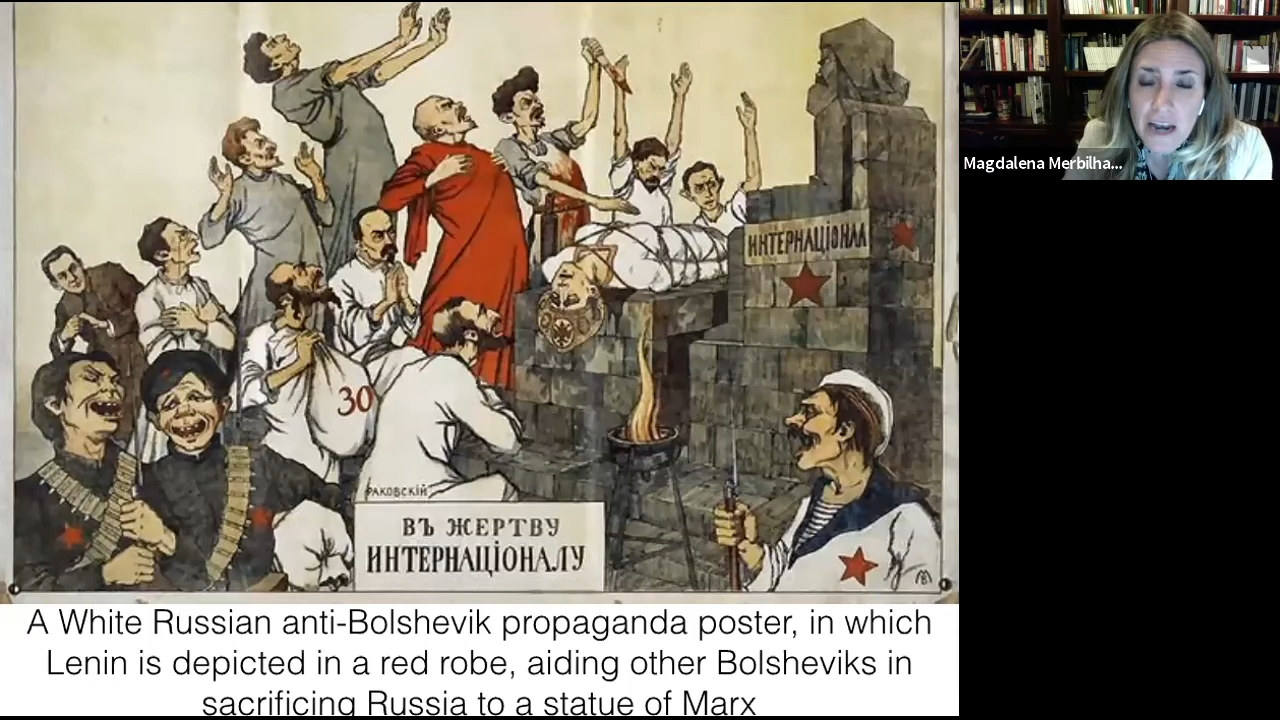 Magdalena Merbilha...
ИНТЕРНАЦІОНАЛ
30
РАКОВСКІЙ
ВЪ ЖЕРТВУ
ИНТЕРНАЦІОНАЛУ
A White Russian anti-Bolshevik propaganda poster, in which
Lenin is depicted in a red robe, aiding other Bolsheviks in
sacrificing Russia to a statue of Marx